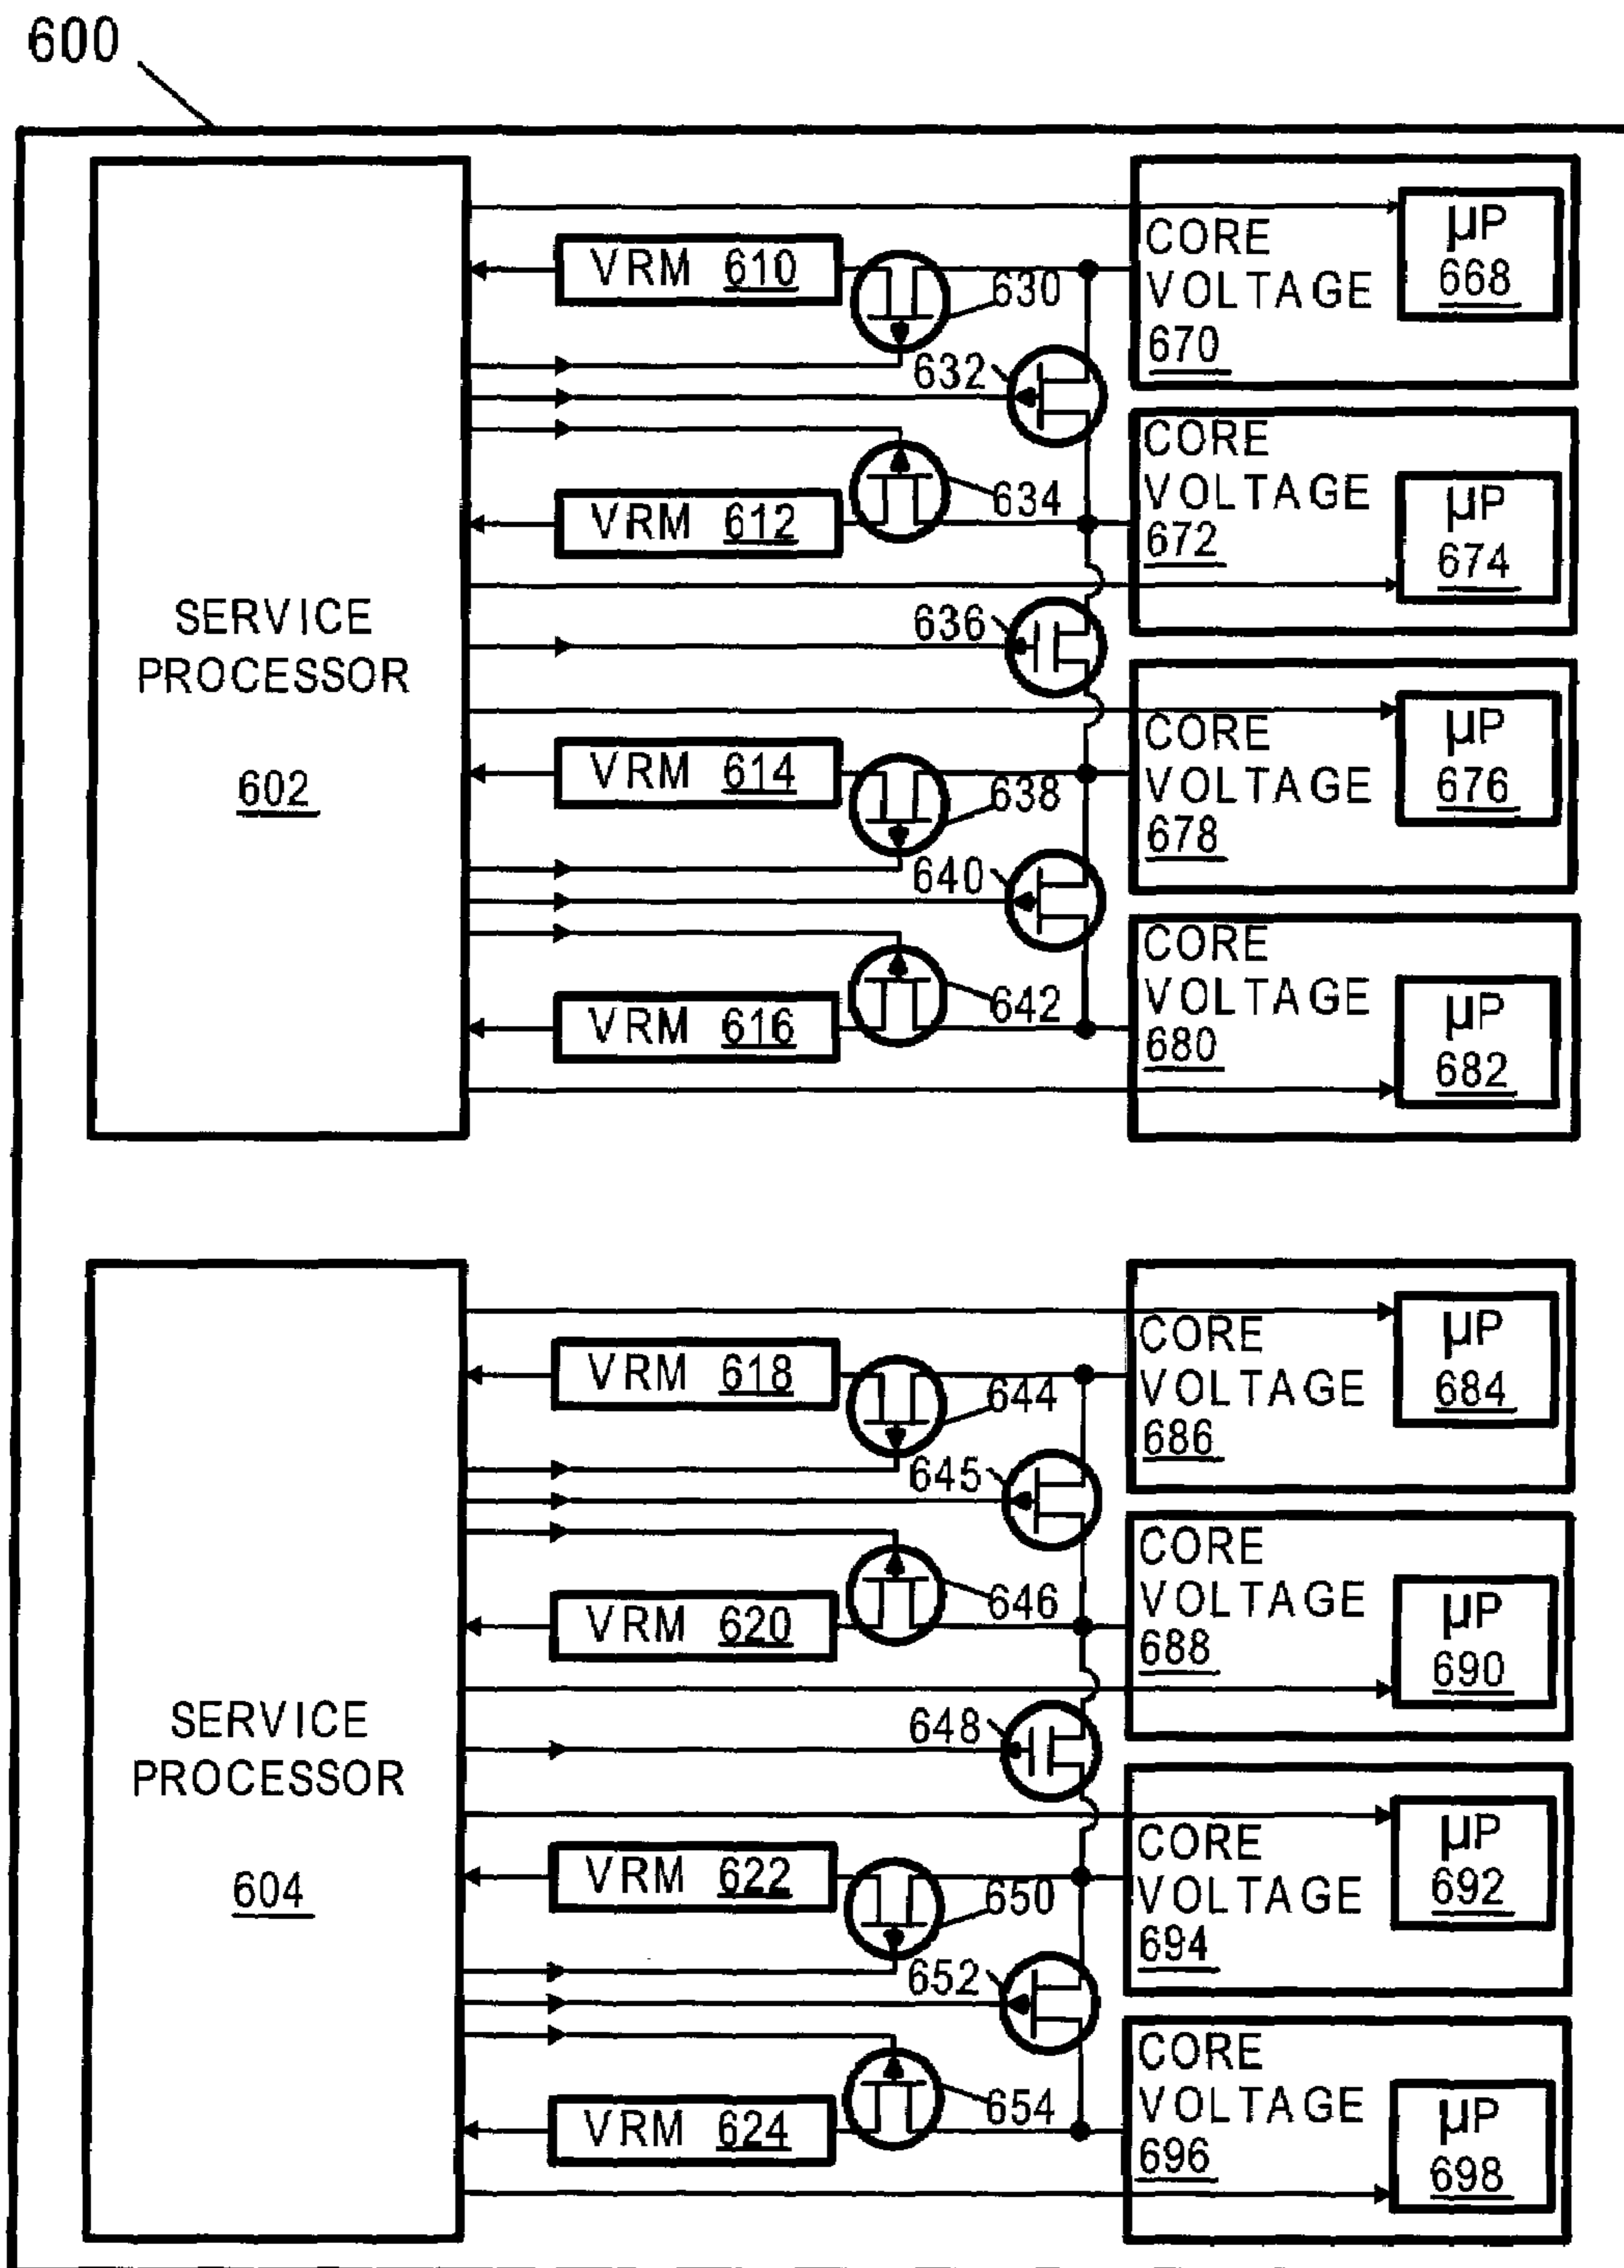 600
SERVICE
PROCESSOR
602
VRM 610
630
632
634
VRM 612
636
VRM 614
638
640
642
VRM 616
CORE
VOLTAGE
670
µP
668
CORE
VOLTAGE
672
µP
674
CORE
VOLTAGE
678
µP
676
CORE
VOLTAGE
680
µP
682
SERVICE
PROCESSOR
604
VRM 618
644
645
646
VRM 620
648
VRM 622
650
652
654
VRM 624
CORE
VOLTAGE
686
µP
684
CORE
VOLTAGE
688
µP
690
CORE
VOLTAGE
694
µP
692
CORE
VOLTAGE
696
µP
698